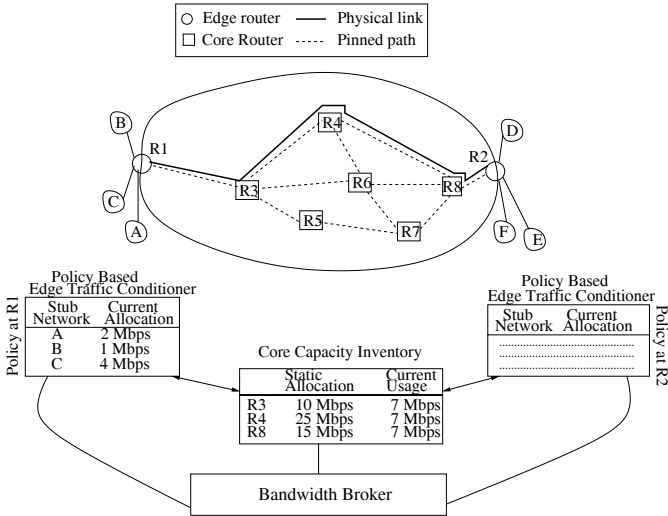 Edge router
Physical link
Core Router
Pinned path
B
D
R1
R4
R2
R3
R6
R8
C
R5
R7
A
F
E
Policy Based
Edge Traffic Conditioner
Policy at R1
Stub Network
Current Allocation
A 2 Mbps
B 1 Mbps
C 4 Mbps
Policy Based
Edge Traffic Conditioner
Policy at R2
Stub Network
Current Allocation
Core Capacity Inventory
Static Allocation
Current Usage
R3 10 Mbps 7 Mbps
R4 25 Mbps 7 Mbps
R8 15 Mbps 7 Mbps
Bandwidth Broker